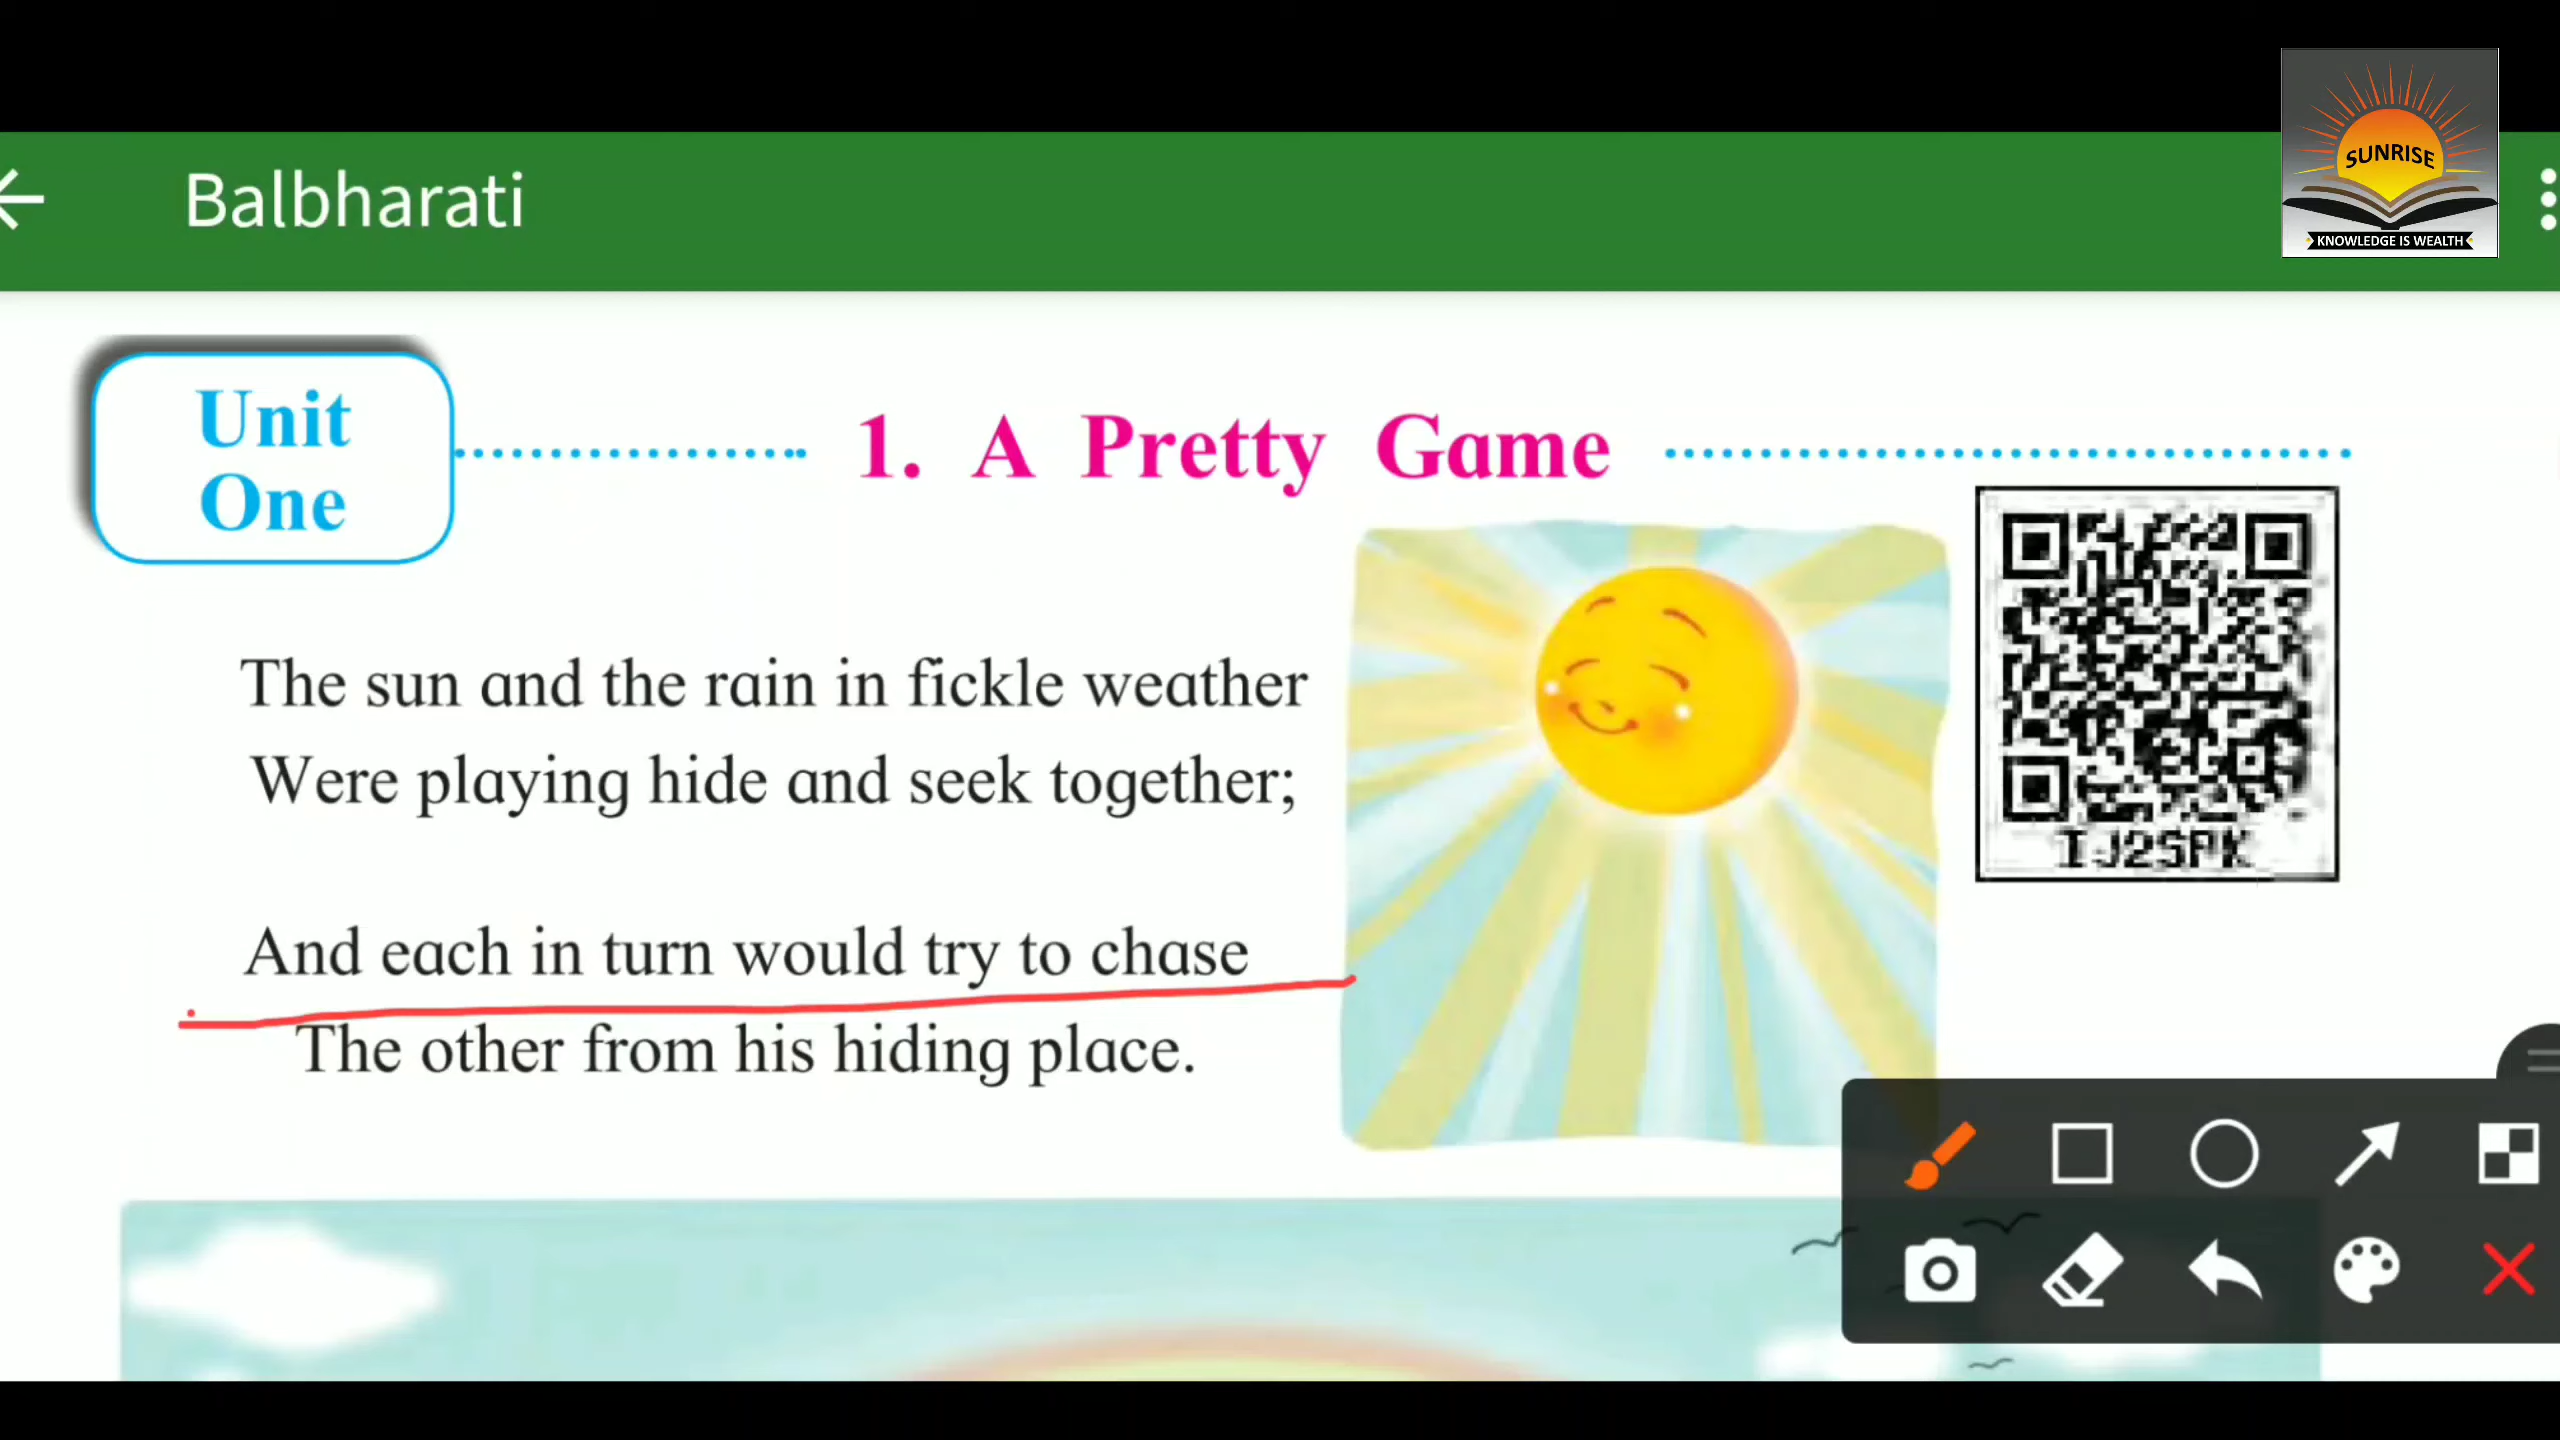 SUNRISE
KNOWLEDGE IS WEALTH
Balbharati
Unit
One
1. A Pretty Game
IJ2SPK
The sun and the rain in fickle weather
Were playing hide and seek together;
And each in turn would try to chase
The other from his hiding place.